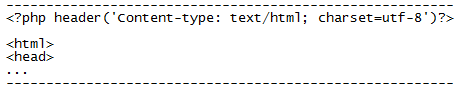 --------------------------------------------------------
<?php header('Content-type: text/html; charset=utf-8')?>
<html>
<head>
...
--------------------------------------------------------